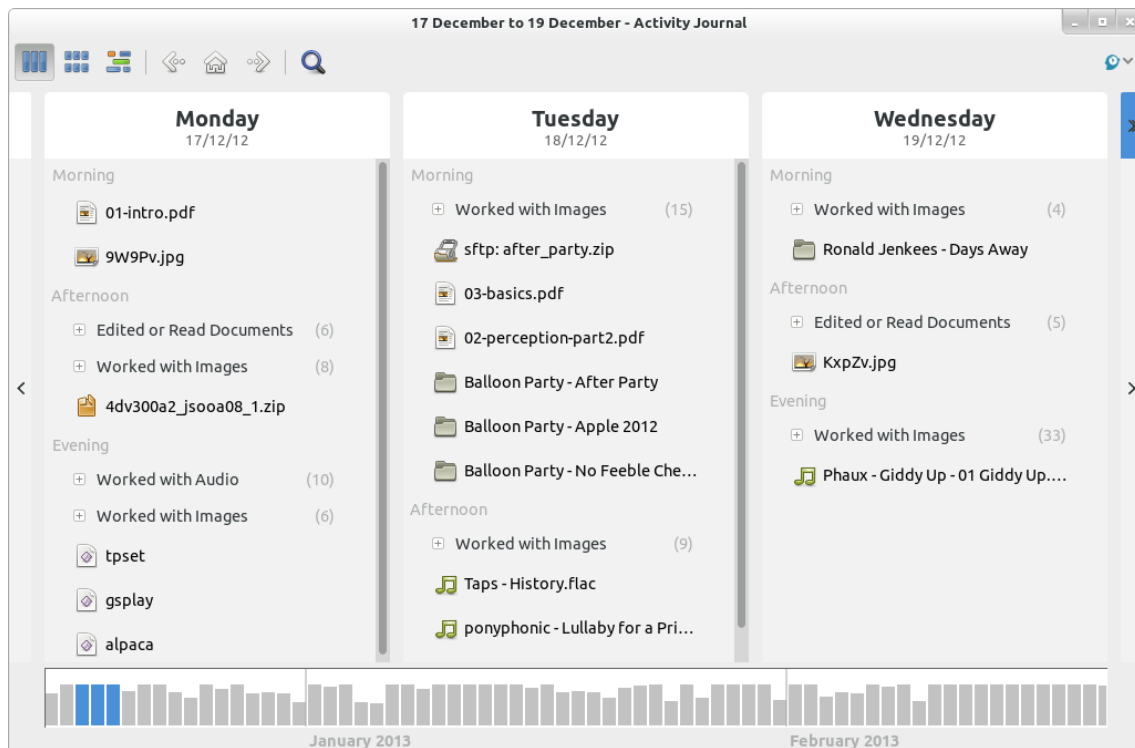 17 December to 19 December - Activity Journal
Monday
17/12/12
Morning
01-intro.pdf
9W9Pv.jpg
Afternoon
Edited or Read Documents (6)
Worked with Images (8)
4dv300a2_jsooa08_1.zip
Evening
Worked with Audio (10)
Worked with Images (6)
tpset
gsplay
alpaca
Tuesday
18/12/12
Morning
Worked with Images (15)
sftp: after_party.zip
03-basics.pdf
02-perception-part2.pdf
Balloon Party - After Party
Balloon Party - Apple 2012
Balloon Party - No Feeble Che...
Afternoon
Worked with Images (9)
Taps - History.flac
ponyphonic - Lullaby for a Pri...
Wednesday
19/12/12
Morning
Worked with Images (4)
Ronald Jenkees - Days Away
Afternoon
Edited or Read Documents (5)
KxpZv.jpg
Evening
Worked with Images (33)
Phaux - Giddy Up - 01 Giddy Up....
January 2013
February 2013